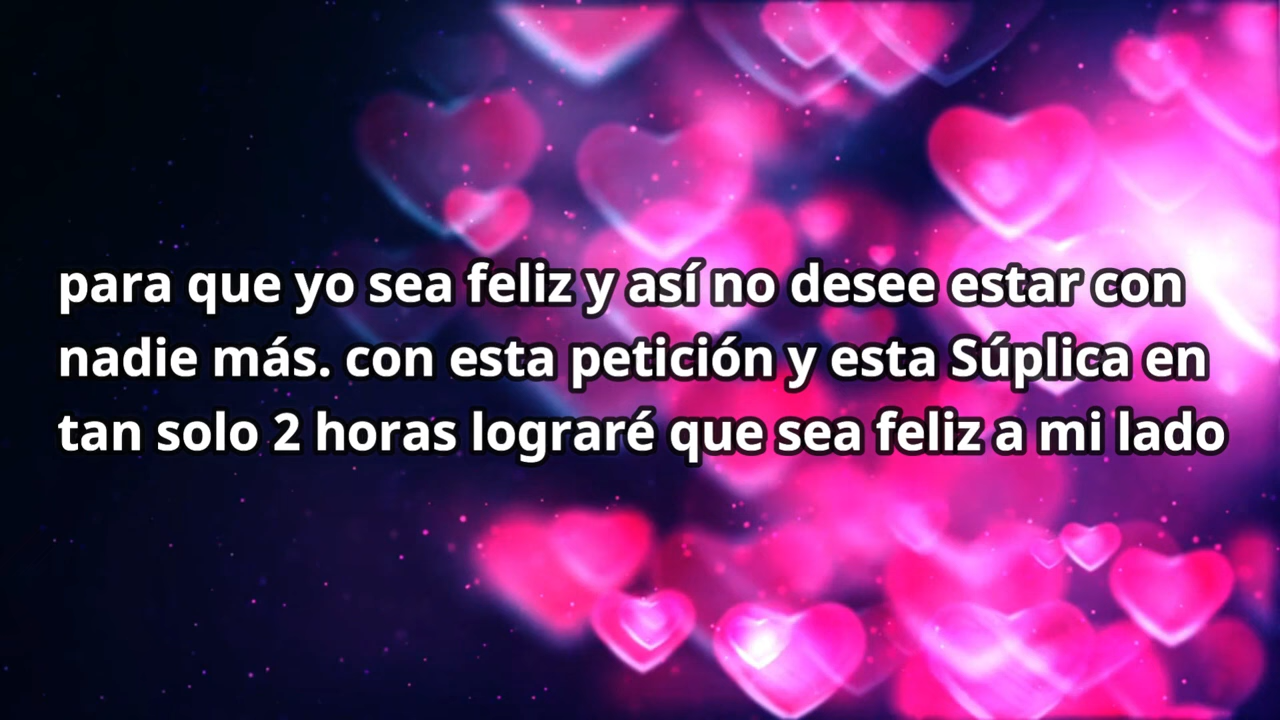 para que yo sea feliz y así no desee estar con
nadie más. con esta petición y esta Súplica en
tan solo 2 horas lograré que sea feliz a mi lado